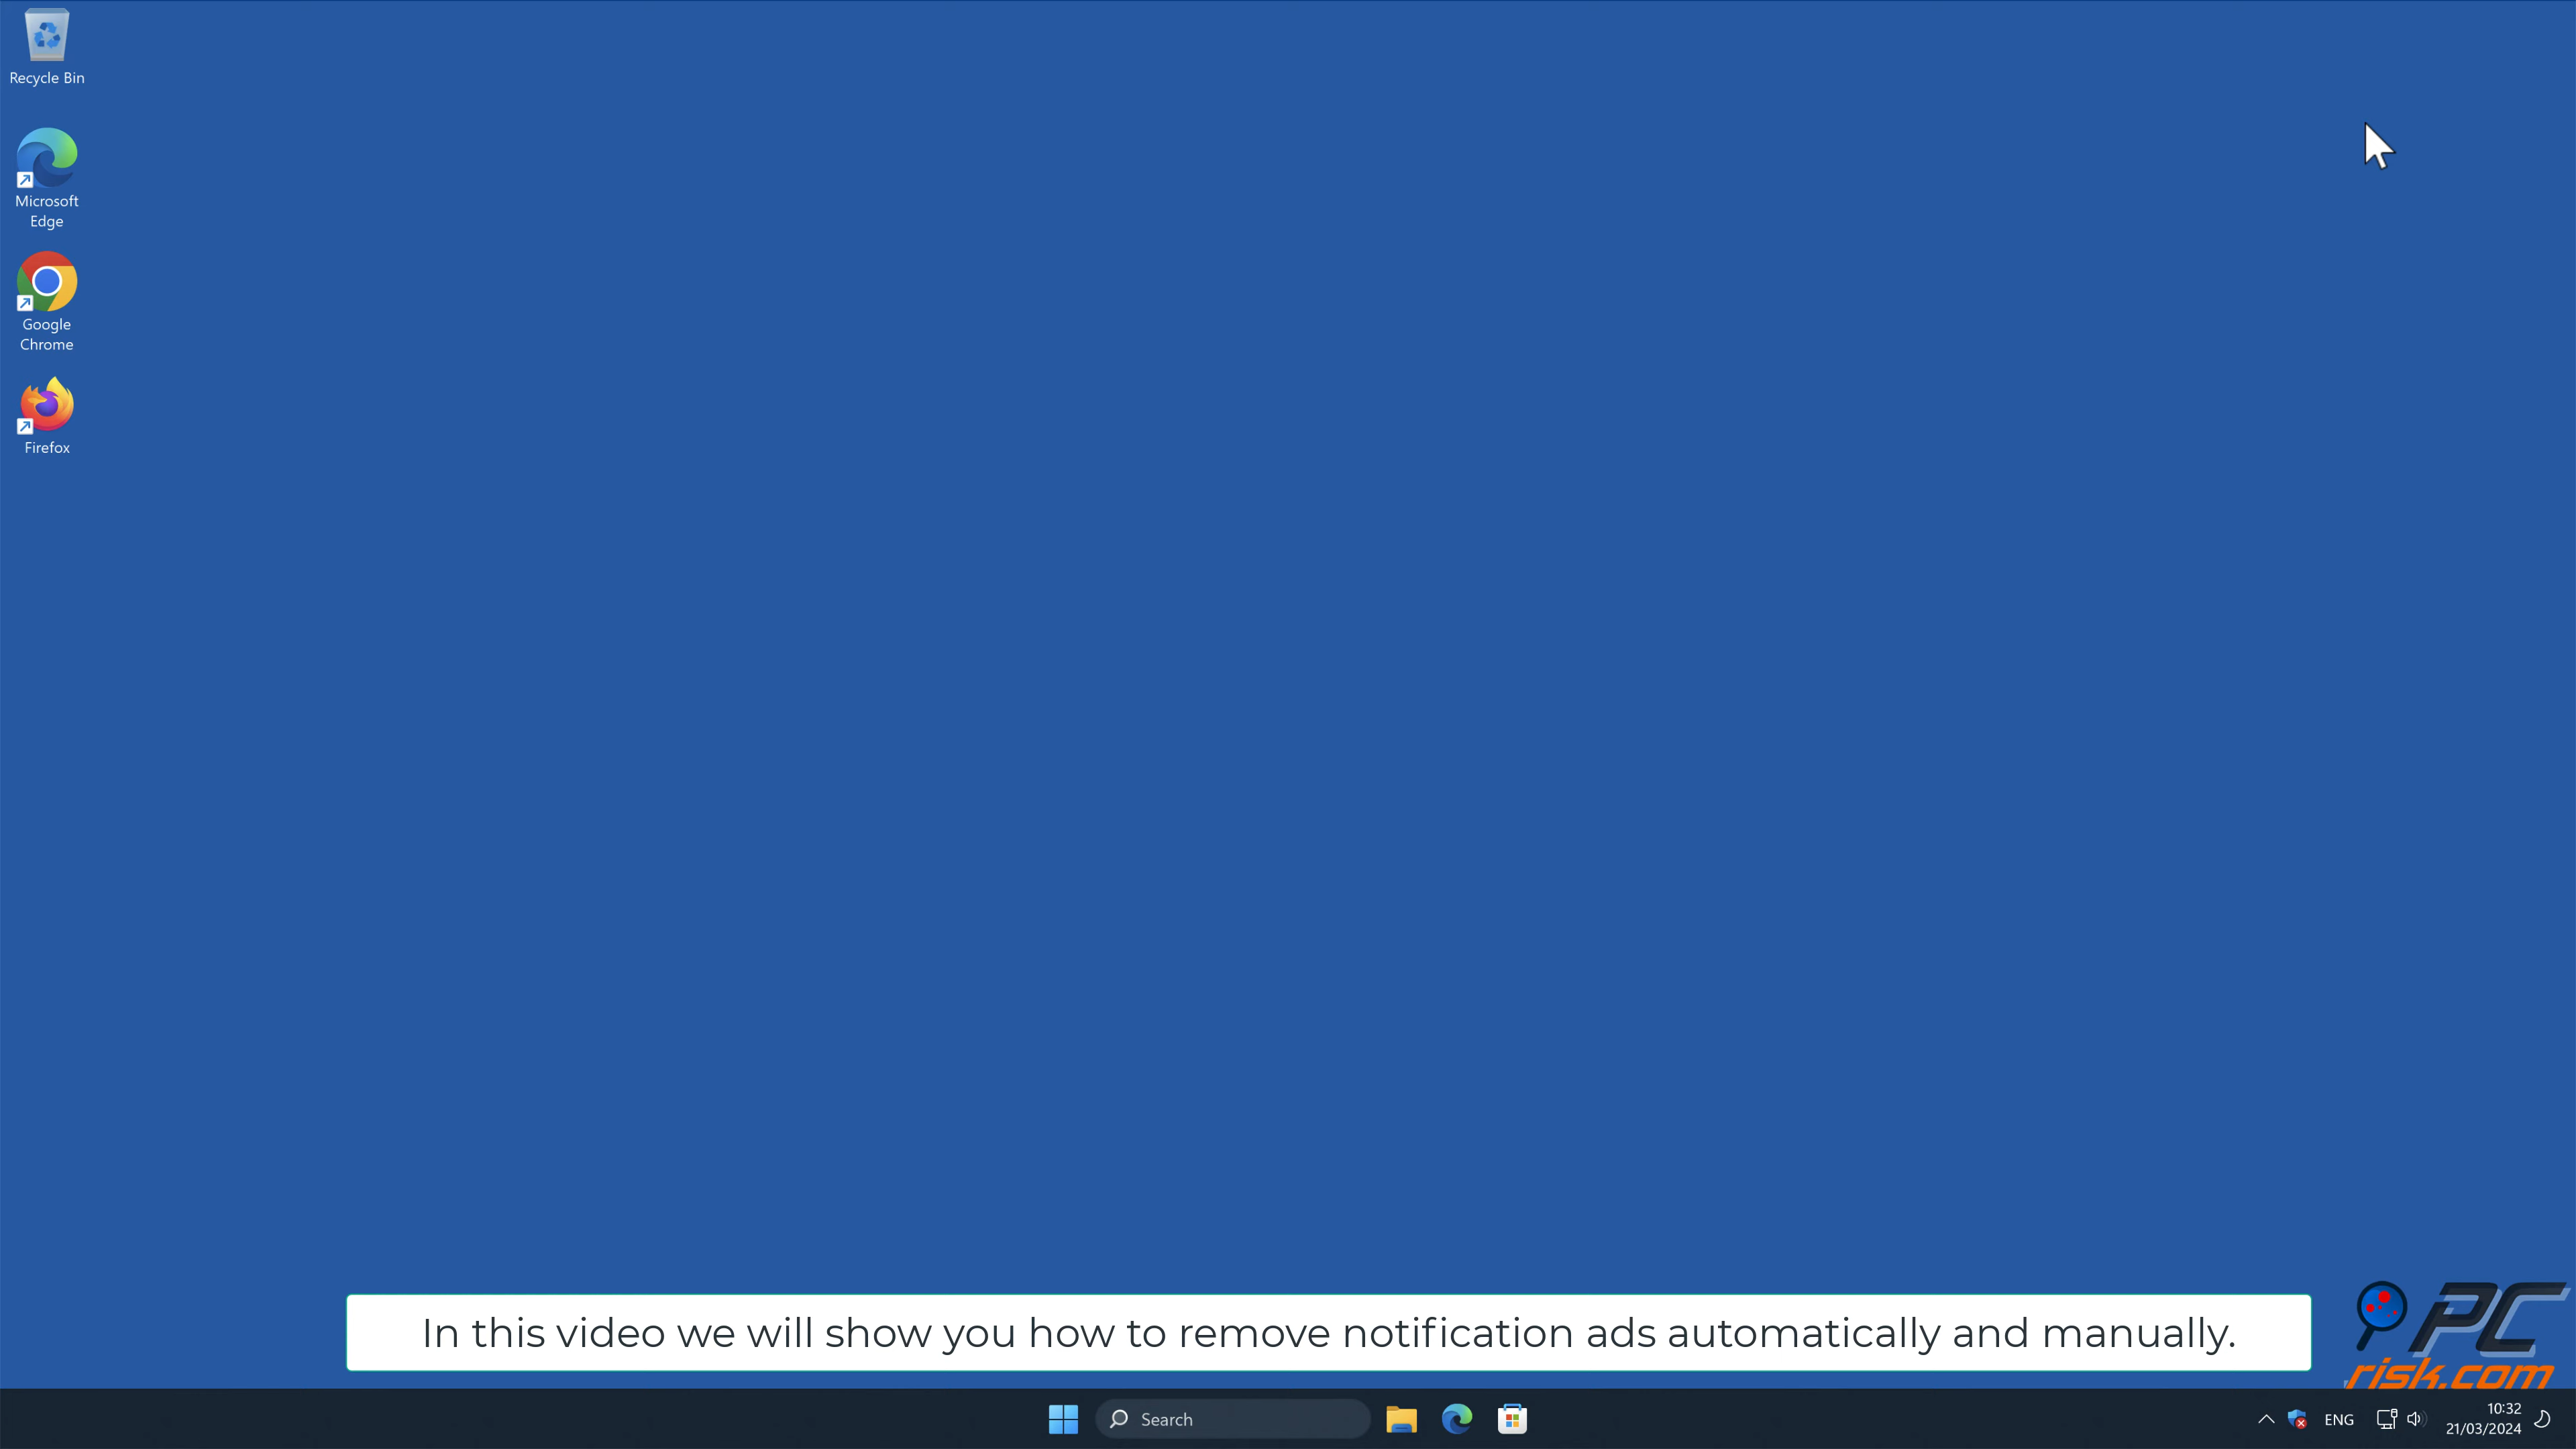 Recycle Bin
Microsoft
Edge
Google
Chrome
Firefox
In this video we will show you how to remove notification ads automatically and manually.
PC
risk.com
Search
ENG
10:32
21/03/2024